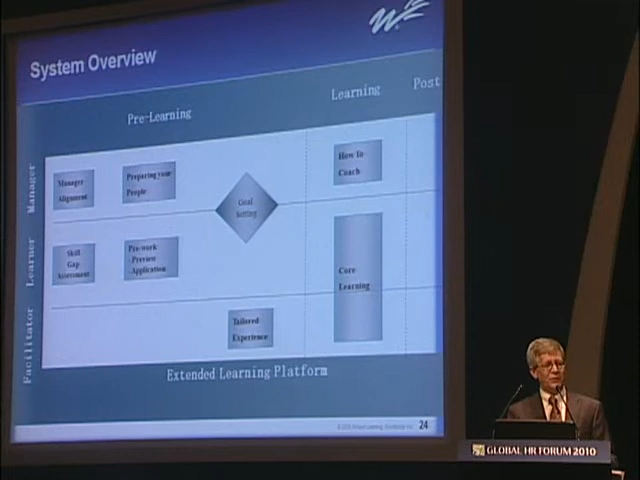 System Overview
Pre-Learning
Learning
Post
Manager
Learner
Facilitator
Manager
Alignment
Preparing your
People
Goal
Setting
How To
Coach
Skill
Gap
Assessment
Pre-work
-Preview
-Application
Core
Learning
Tailored
Experience
Extended Learning Platform
24
GLOBAL HR FORUM 2010